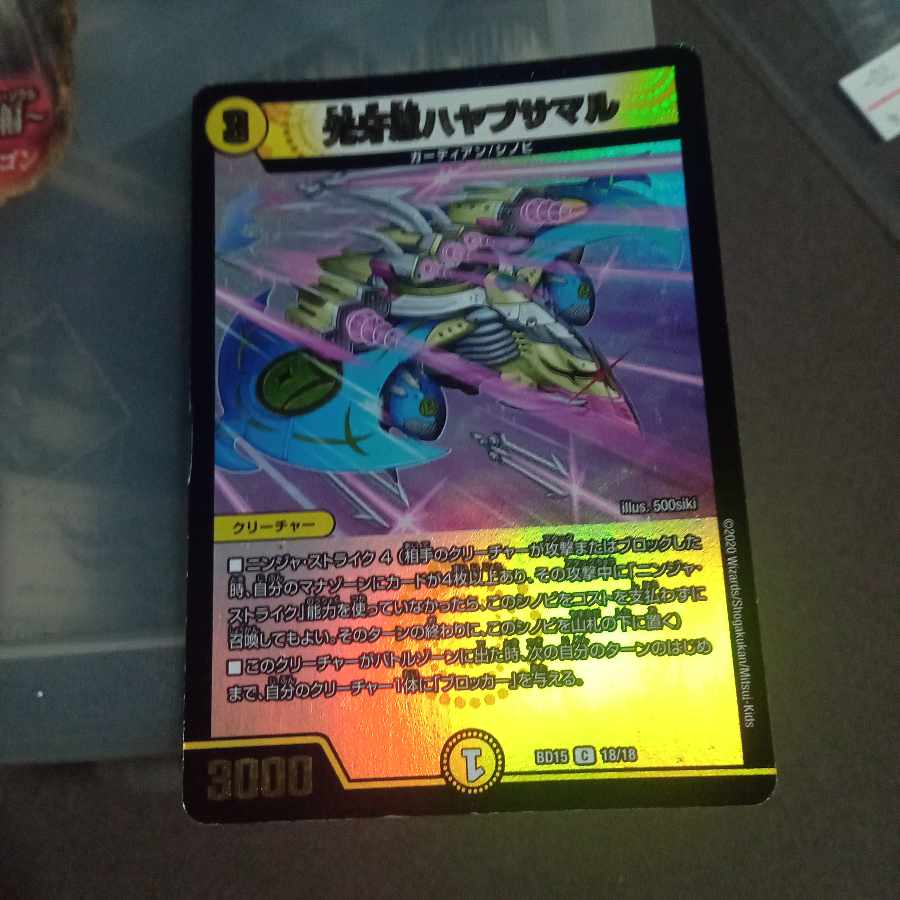 3
光牙忍ハヤブサマル
ガーディアン/シノビ
illus. 500siki
クリーチャー
■ニンジャ・ストライク 4 (相手のクリーチャーが攻撃またはブロックした
時、自分のマナゾーンにカードが4枚以上あり、その攻撃中に「ニンジャ・
ストライク」能力を使っていなかったら、このシノビをコストを支払わずに
召喚してもよい。そのターンの終わりに、このシノビを山札の下に置く)
■このクリーチャーがバトルゾーンに出た時、次の自分のターンのはじめ
まで、自分のクリーチャー1体に「ブロッカー」を与える。
©2020 Wizards/Shogakukan/Mitsui-Kids
3000
1
BD15 C 18/18
ゴン